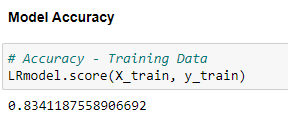 Model Accuracy
# Accuracy - Training Data
LRmodel.score(X_train, y_train)
0.8341187558906692